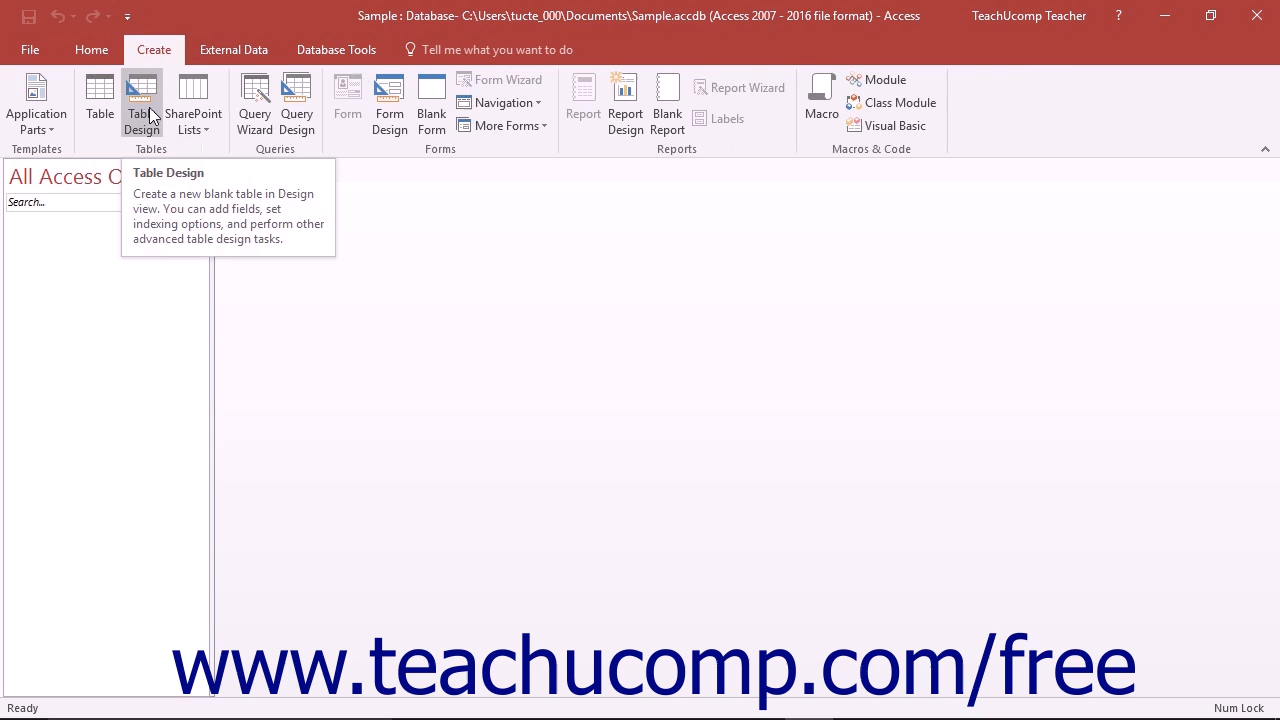 Sample : Database- C:\Users\tucte_000\Documents\Sample.accdb (Access 2007 - 2016 file format) - Access
TeachUcomp Teacher
?
File
Home
Create
External Data
Database Tools
Tell me what you want to do
Application
Parts
Table
Design
SharePoint
Lists
Query
Wizard
Query
Design
Form
Form
Design
Blank
Form
Form Wizard
Navigation
More Forms
Report
Report
Design
Blank
Report
Report Wizard
Labels
Macro
Module
Class Module
Visual Basic
Templates
Tables
Queries
Forms
Reports
Macros & Code
All Access O
Search...
Table Design
Create a new blank table in Design
view. You can add fields, set
indexing options, and perform other
advanced table design tasks.
www.teachucomp.com/free
Ready
Num Lock